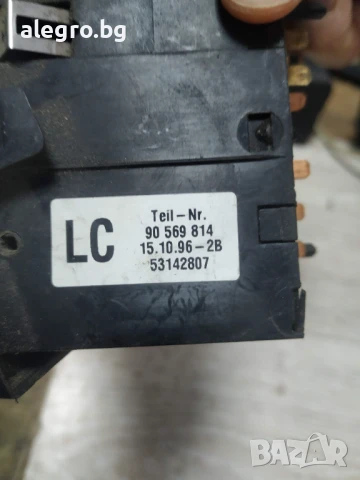 alegro.bg
LC
Teil-Nr.
90 569 814
15.10.96-2B
53142807
BAZAR